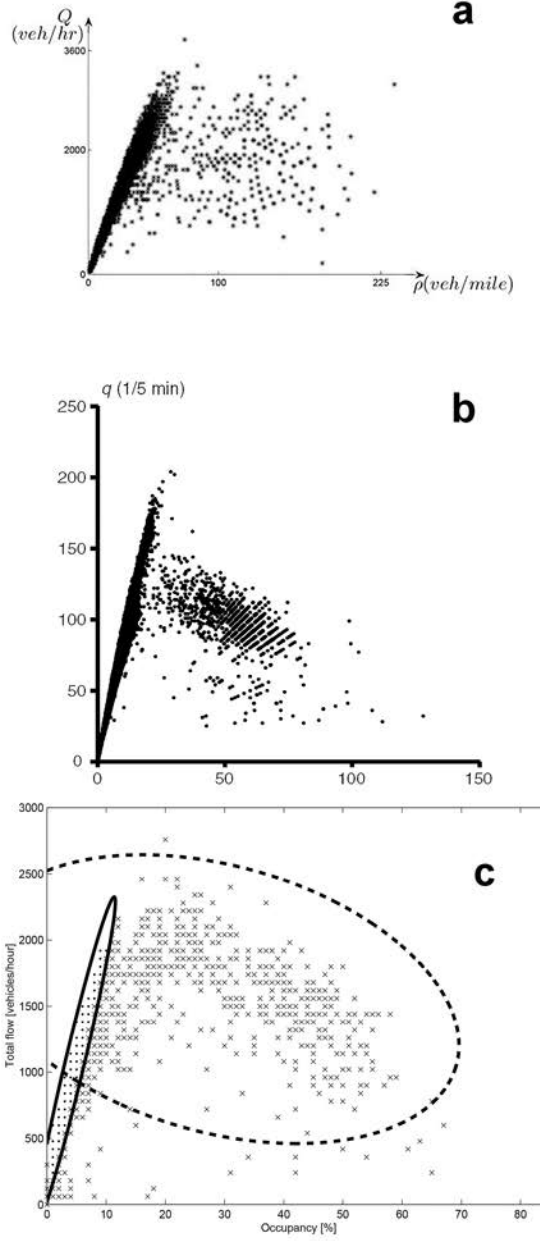 a
Q
(veh/hr)
3600
2000
0
0 100 225
ρ(veh/mile)
b
q (1/5 min)
250
200
150
100
50
0
0 50 100 150
c
3000
2500
2000
1500
1000
500
0
Total flow [vehicles/hour]
0 10 20 30 40 50 60 70 80
Occupancy [%]